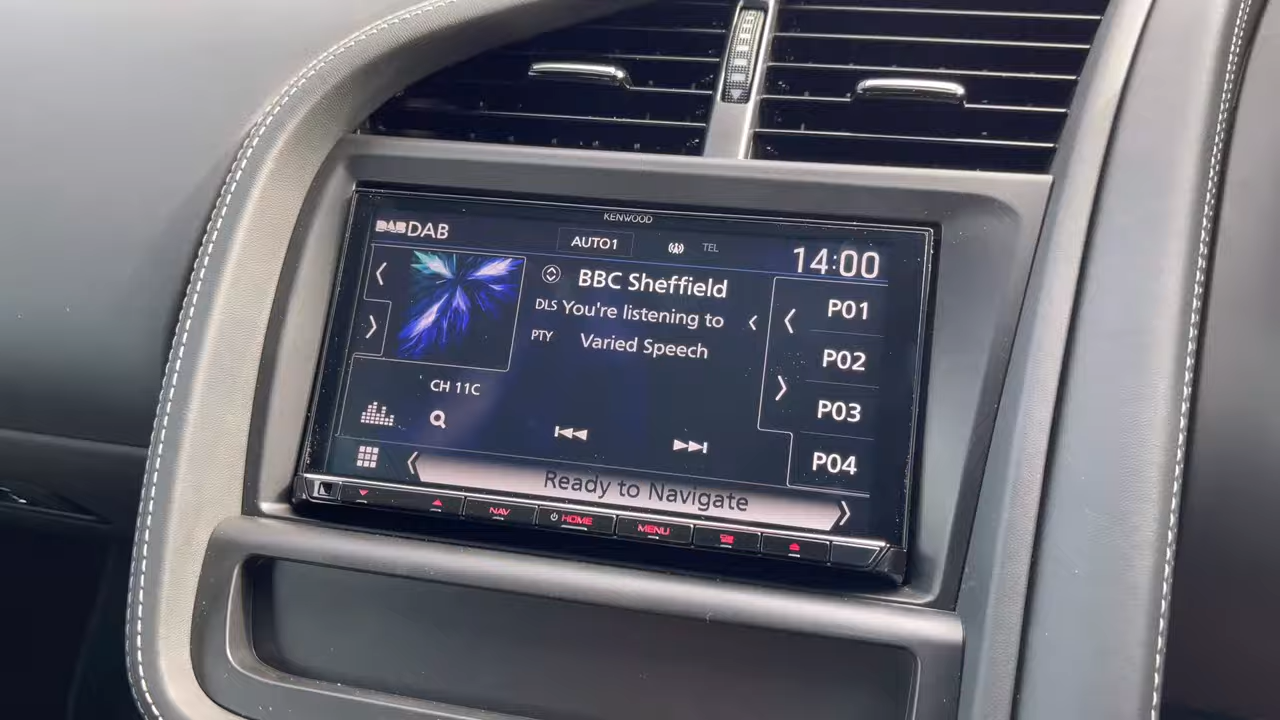 KENWOOD
DAB DAB
AUTO1
TEL
14:00
BBC Sheffield
DLS You're listening to
PTY Varied Speech
CH 11C
P01
P02
P03
P04
Ready to Navigate
NAV
HOME
MENU